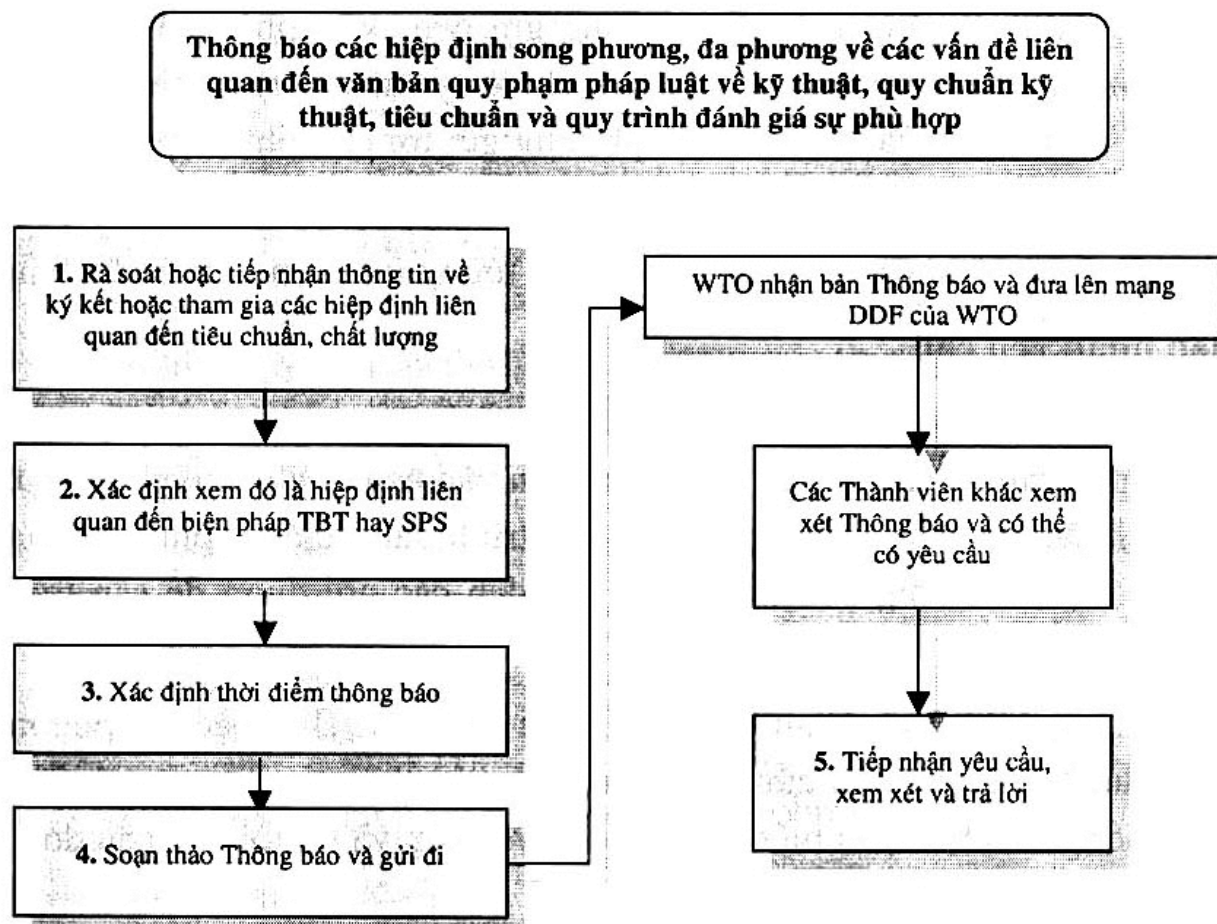 Thông báo các hiệp định song phương, đa phương về các vấn đề liên
quan đến văn bản quy phạm pháp luật về kỹ thuật, quy chuẩn kỹ
thuật, tiêu chuẩn và quy trình đánh giá sự phù hợp
1. Rà soát hoặc tiếp nhận thông tin về
ký kết hoặc tham gia các hiệp định liên
quan đến tiêu chuẩn, chất lượng
2. Xác định xem đó là hiệp định liên
quan đến biện pháp TBT hay SPS
3. Xác định thời điểm thông báo
4. Soạn thảo Thông báo và gửi đi
WTO nhận bản Thông báo và đưa lên mạng
DDF của WTO
Các Thành viên khác xem
xét Thông báo và có thể
có yêu cầu
5. Tiếp nhận yêu cầu,
xem xét và trả lời